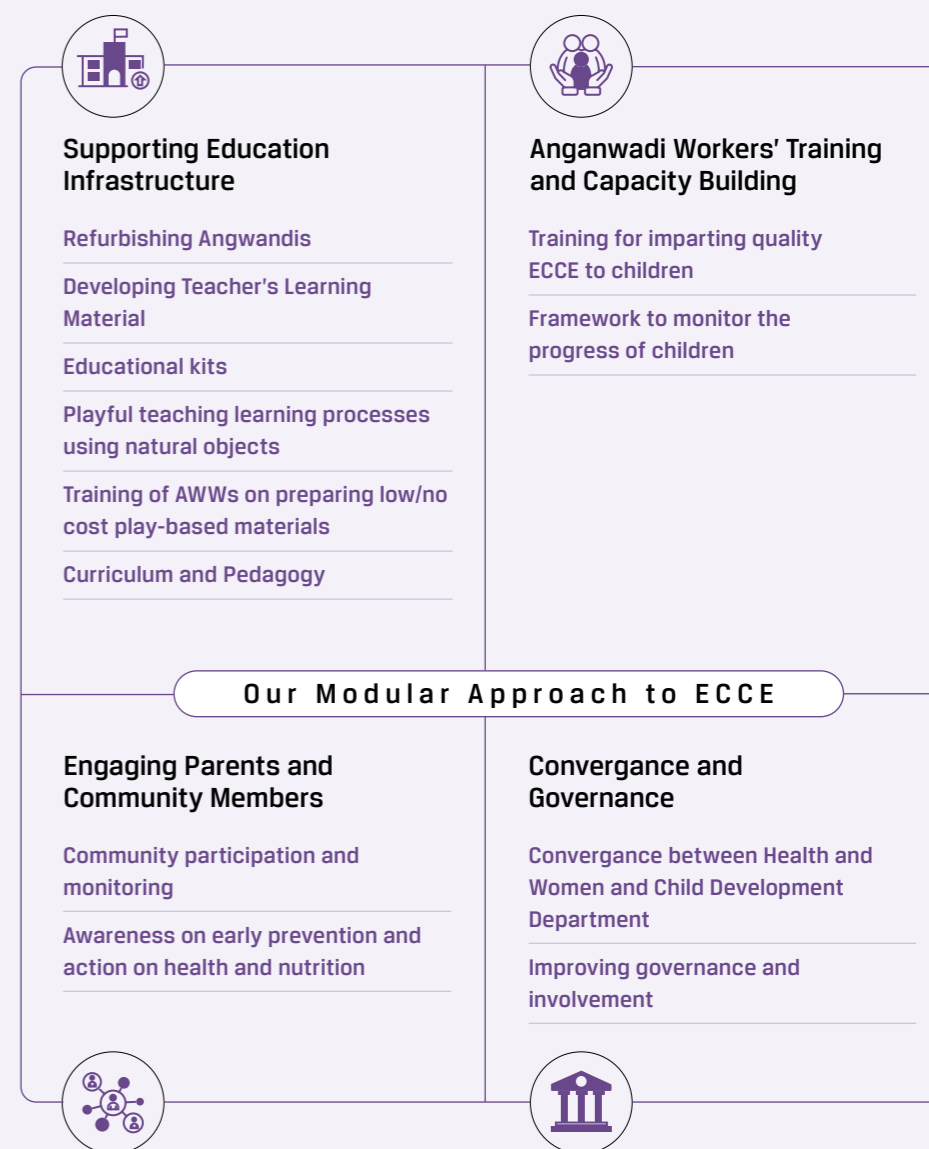 Supporting Education
Infrastructure
Refurbishing Angwandis
Developing Teacher's Learning
Material
Educational kits
Playful teaching learning processes
using natural objects
Training of AWWs on preparing low/no
cost play-based materials
Curriculum and Pedagogy
Anganwadi Workers' Training
and Capacity Building
Training for imparting quality
ECCE to children
Framework to monitor the
progress of children
Our Modular Approach to ECCE
Engaging Parents and
Community Members
Community participation and
monitoring
Awareness on early prevention and
action on health and nutrition
Convergance and
Governance
Convergance between Health and
Women and Child Development
Department
Improving governance and
involvement